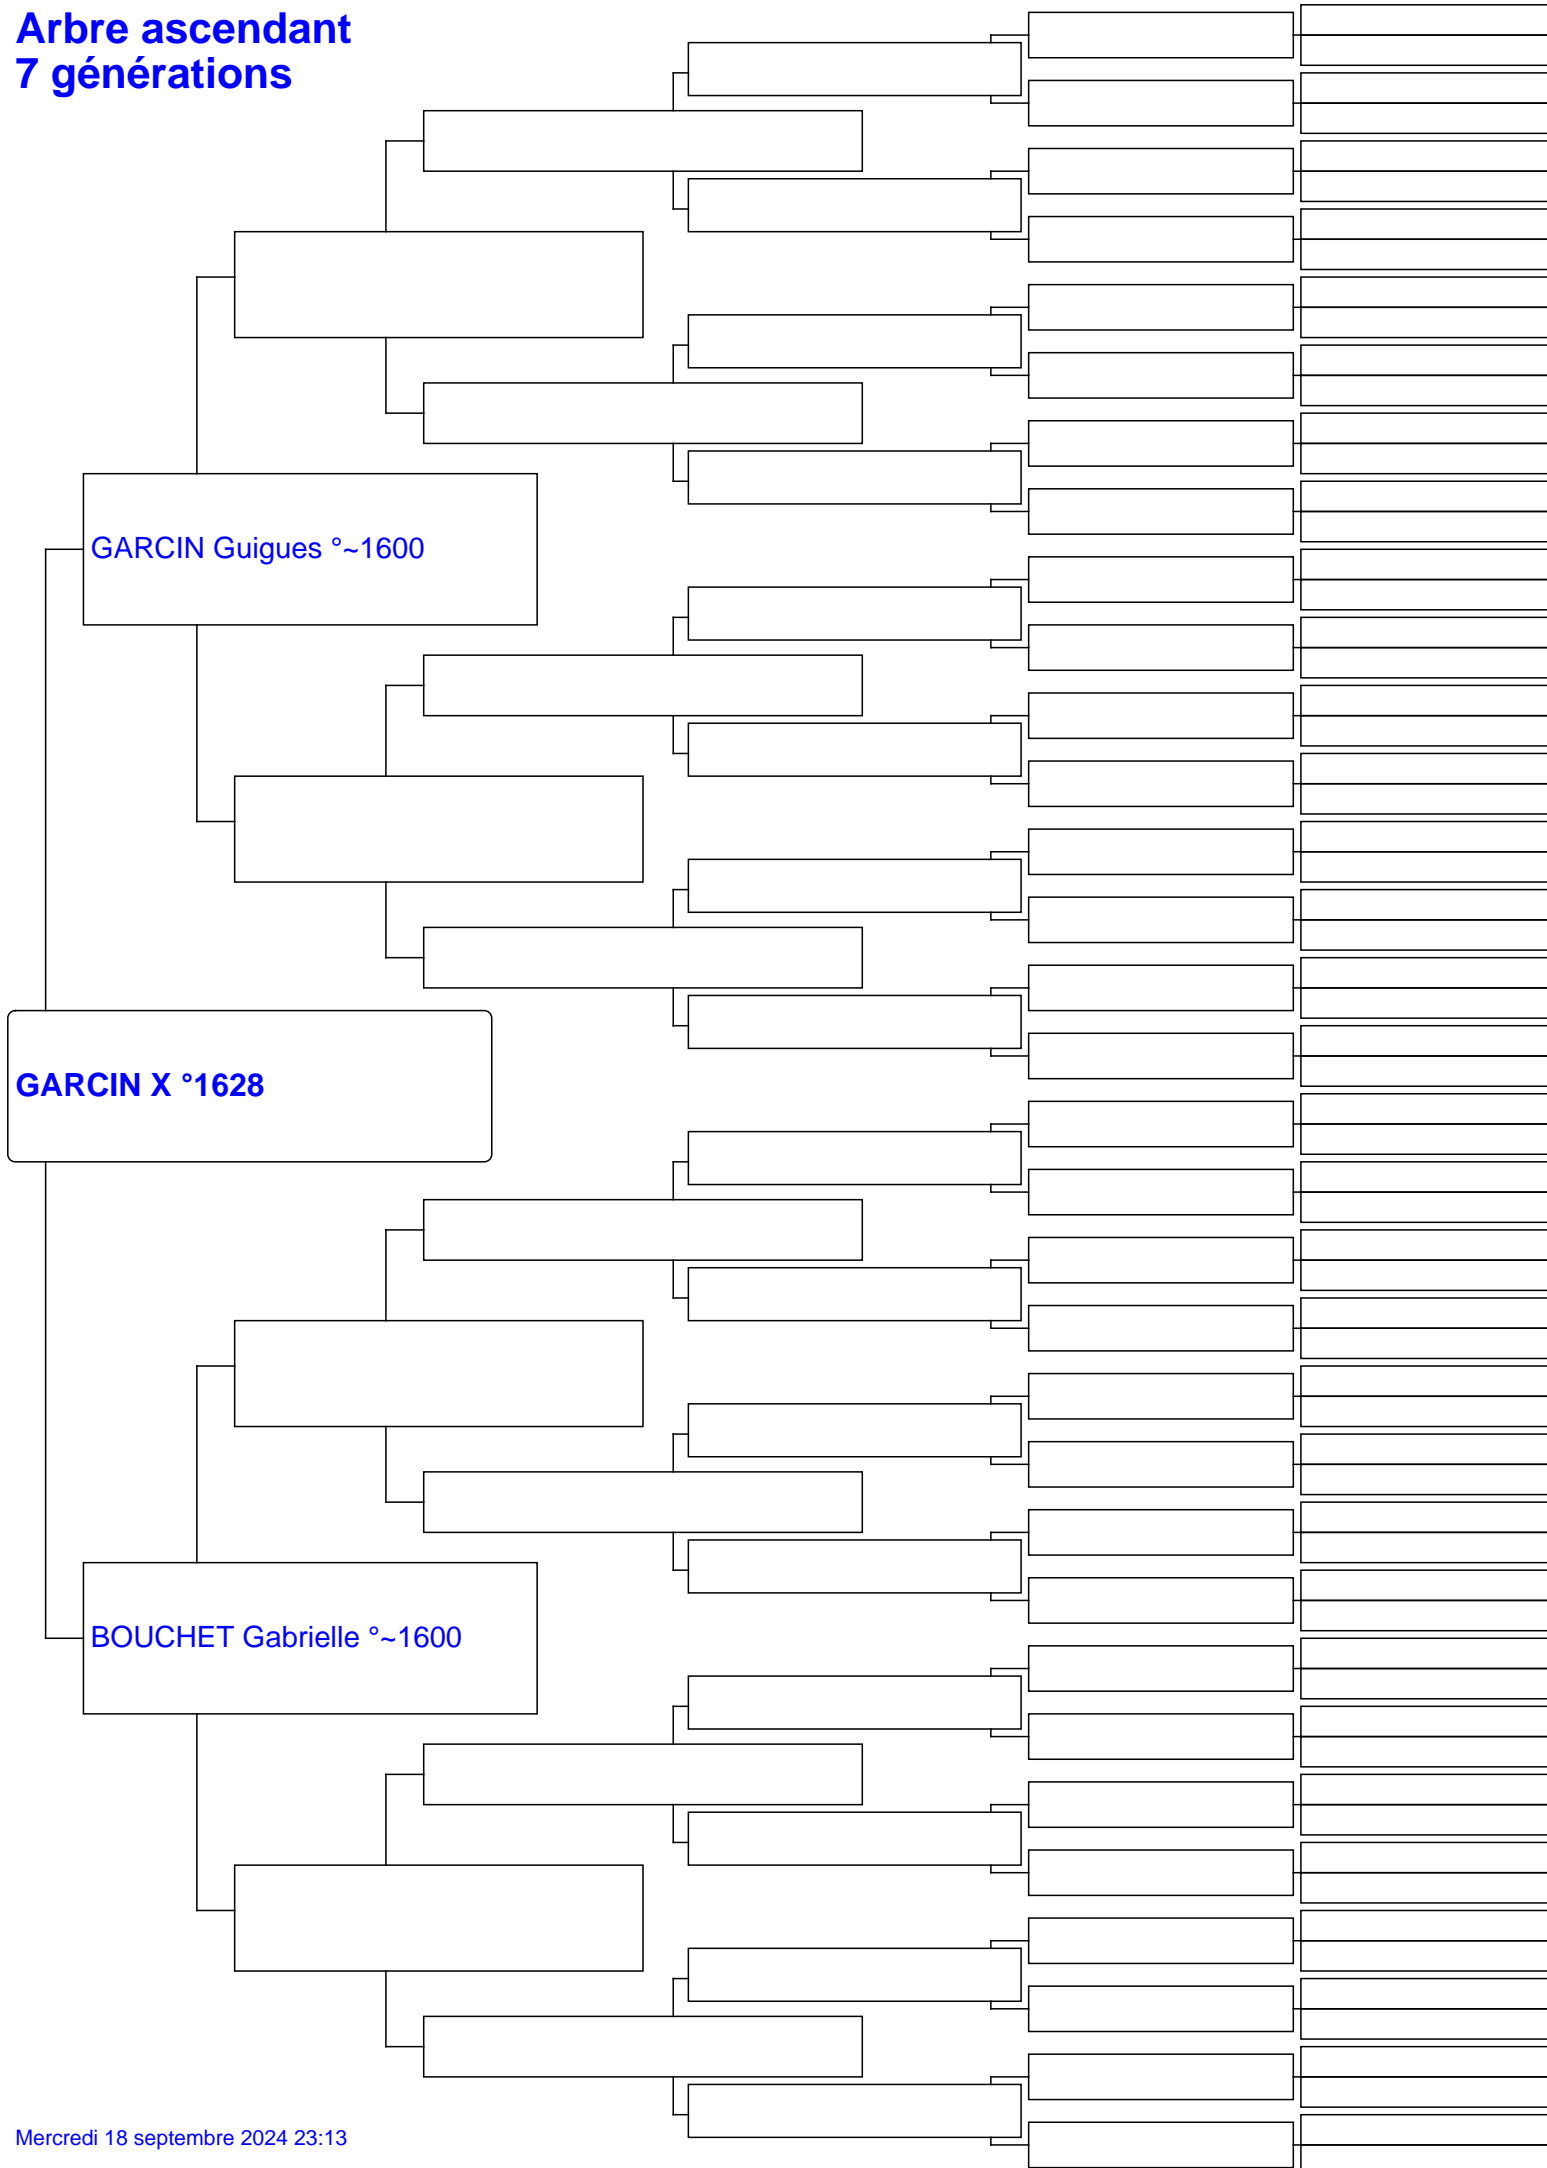 Arbre ascendant
7 générations
GARCIN Guigues °~1600
GARCIN X °1628
BOUCHET Gabrielle °~1600
Mercredi 18 septembre 2024 23:13